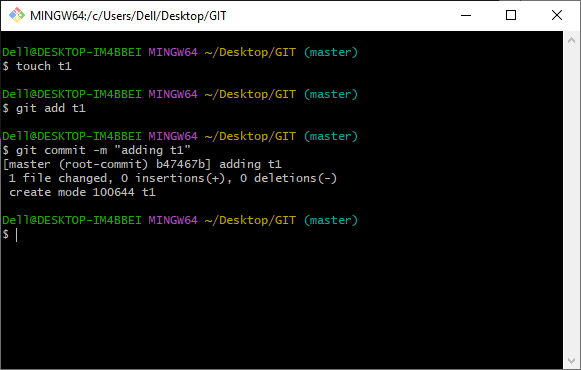 MINGW64:/c/Users/Dell/Desktop/GIT
Dell@DESKTOP-IM4BBEI MINGW64 ~/Desktop/GIT (master)
$ touch t1
Dell@DESKTOP-IM4BBEI MINGW64 ~/Desktop/GIT (master)
$ git add t1
Dell@DESKTOP-IM4BBEI MINGW64 ~/Desktop/GIT (master)
$ git commit -m "adding t1"
[master (root-commit) b47467b] adding t1
 1 file changed, 0 insertions(+), 0 deletions(-)
 create mode 100644 t1
Dell@DESKTOP-IM4BBEI MINGW64 ~/Desktop/GIT (master)
$